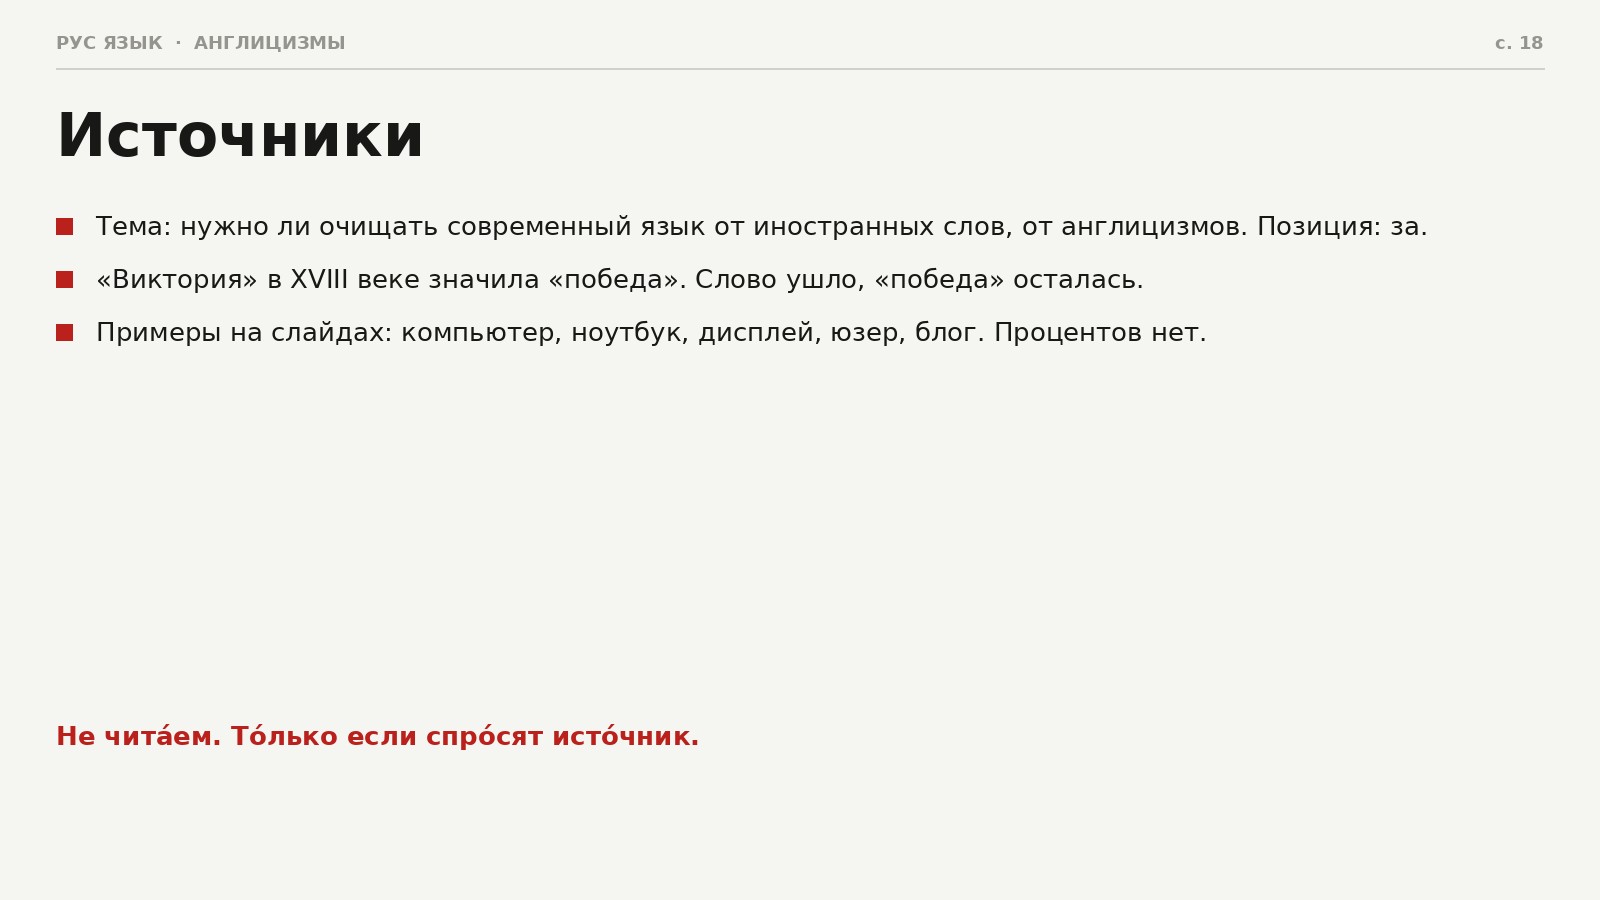 РУС ЯЗЫК · АНГЛИЦИЗМЫ
с. 18
Источники
Тема: нужно ли очищать современный язык от иностранных слов, от англицизмов. Позиция: за.
«Виктория» в XVIII веке значила «победа». Слово ушло, «победа» осталась.
Примеры на слайдах: компьютер, ноутбук, дисплей, юзер, блог. Процентов нет.
Не чита́ем. То́лько если спро́сят исто́чник.